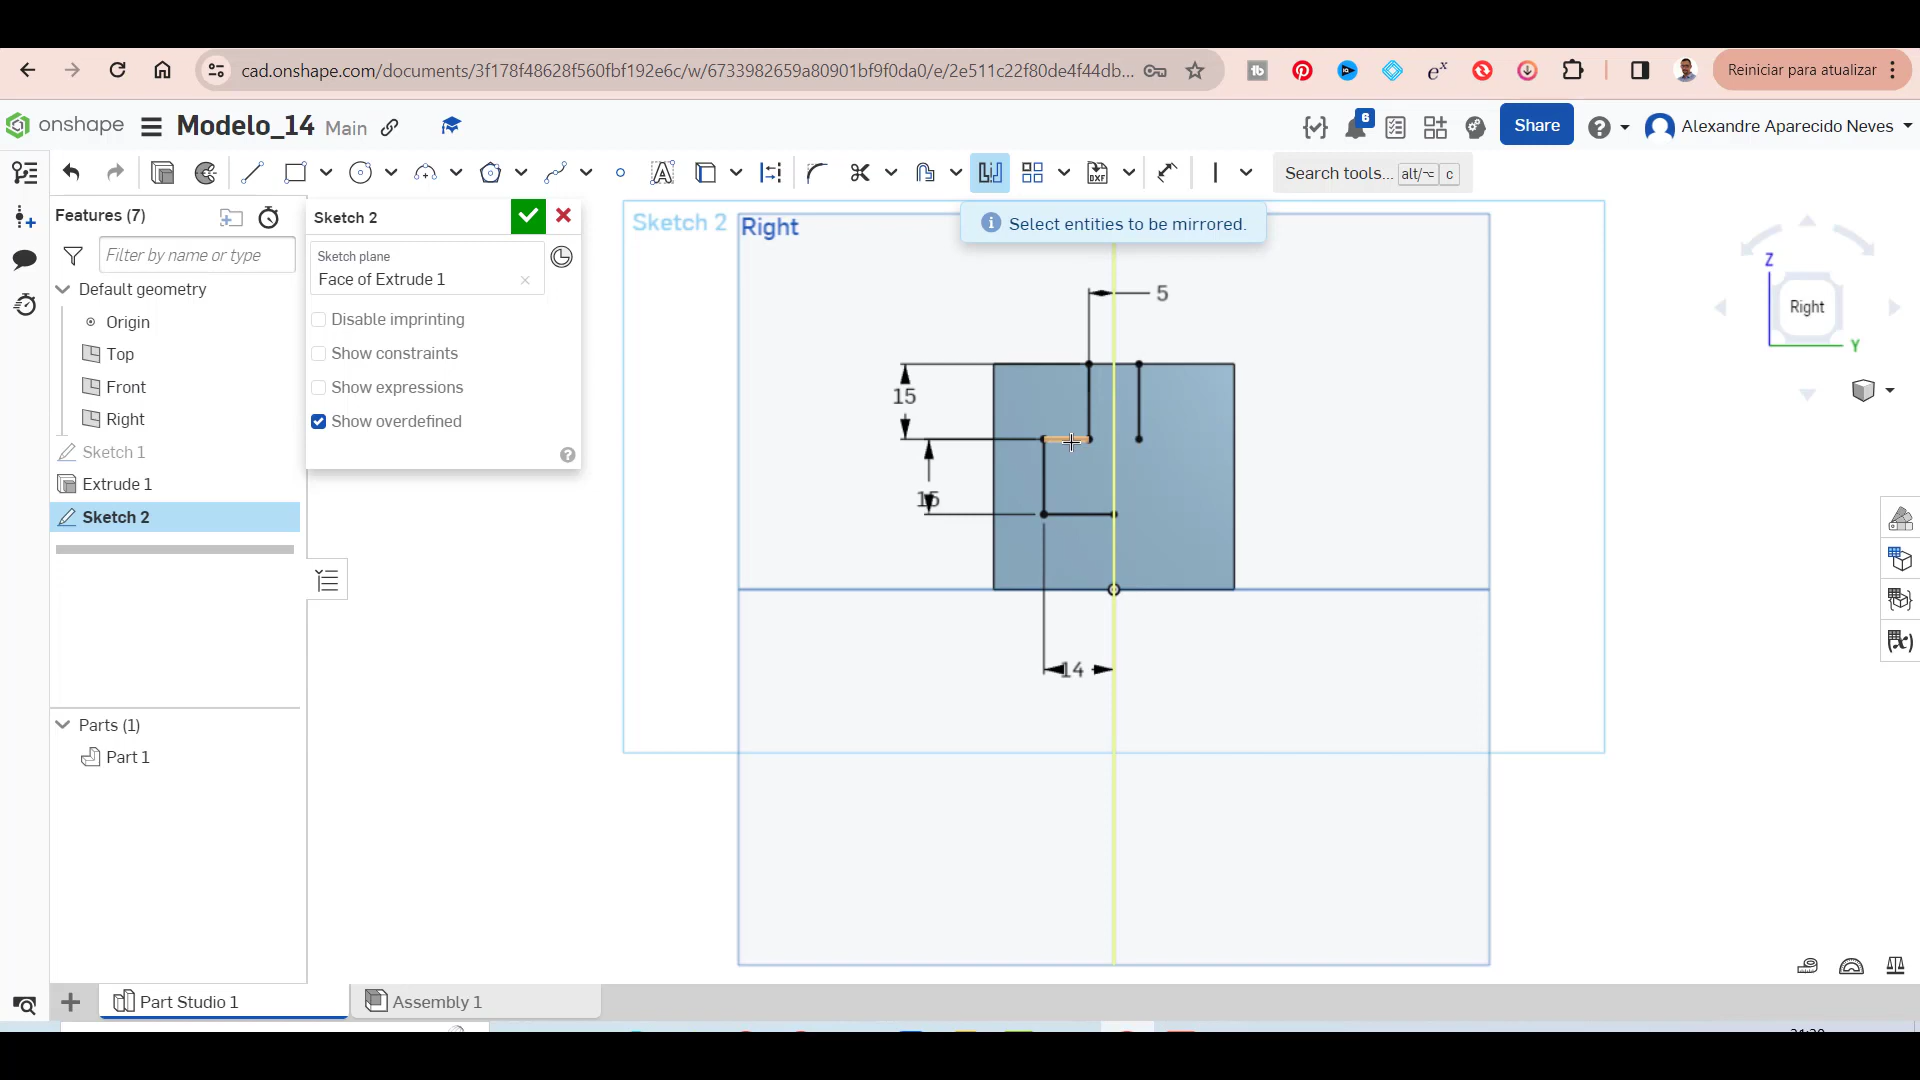 cad.onshape.com/documents/3f178f48628f560fbf192e6c/w/6733982659a80901bf9f0da0/e/2e511c22f80de4f44db...
Reiniciar para atualizar
onshape
Modelo_14 Main
6
Share
Alexandre Aparecido Neves
Search tools... alt/⌥ c
Features (7)
Filter by name or type
Default geometry
Origin
Top
Front
Right
Sketch 1
Extrude 1
Sketch 2
Parts (1)
Part 1
Sketch 2
Sketch plane
Face of Extrude 1
Disable imprinting
Show constraints
Show expressions
Show overdefined
Sketch 2
Right
Select entities to be mirrored.
5
15
15
14
Z
Right
Y
Part Studio 1
Assembly 1